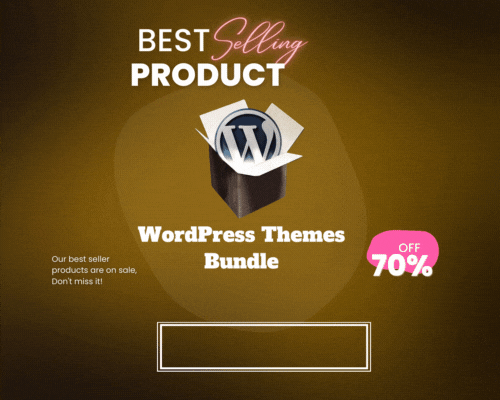 BEST Selling
PRODUCT
W
WordPress Themes
Bundle
Our best seller
products are on sale,
Don't miss it!
OFF
70%